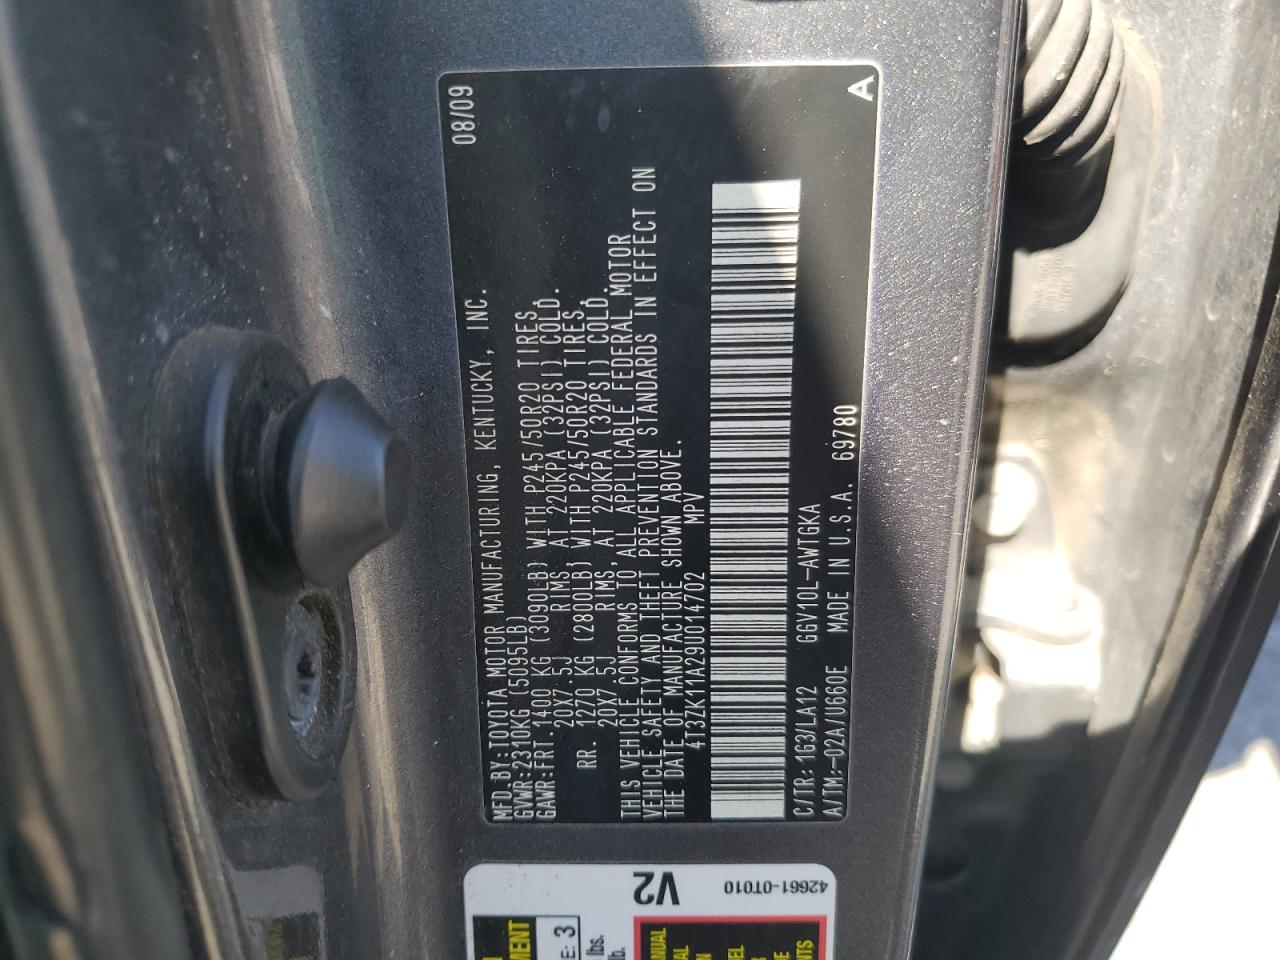 MFD. BY:TOYOTA MOTOR MANUFACTURING, KENTUCKY, INC. 08/09
GVWR:2310KG (5095LB)
GAWR:FRT. 1400 KG (3090LB) WITH P245/50R20 TIRES,
20X7.5J RIMS, AT 220KPA (32PSI) COLD.
RR. 1270 KG (2800LB) WITH P245/50R20 TIRES,
20X7.5J RIMS, AT 220KPA (32PSI) COLD.
THIS VEHICLE CONFORMS TO ALL APPLICABLE FEDERAL MOTOR
VEHICLE SAFETY AND THEFT PREVENTION STANDARDS IN EFFECT ON
THE DATE OF MANUFACTURE SHOWN ABOVE.
4T3ZK11A29U014702 MPV
C/TR: 1G3/LA12 GGV10L-AWTGKA
A/TM:-02A/U660E MADE IN U.S.A. 69780 A
V2
42661-0T010
E: 3
lbs.